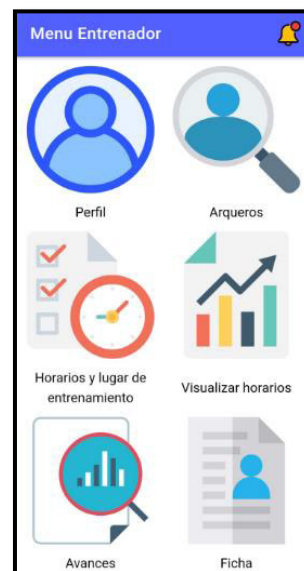 Menu Entrenador
Perfil
Arqueros
Horarios y lugar de
entrenamiento
Visualizar horarios
Avances
Ficha